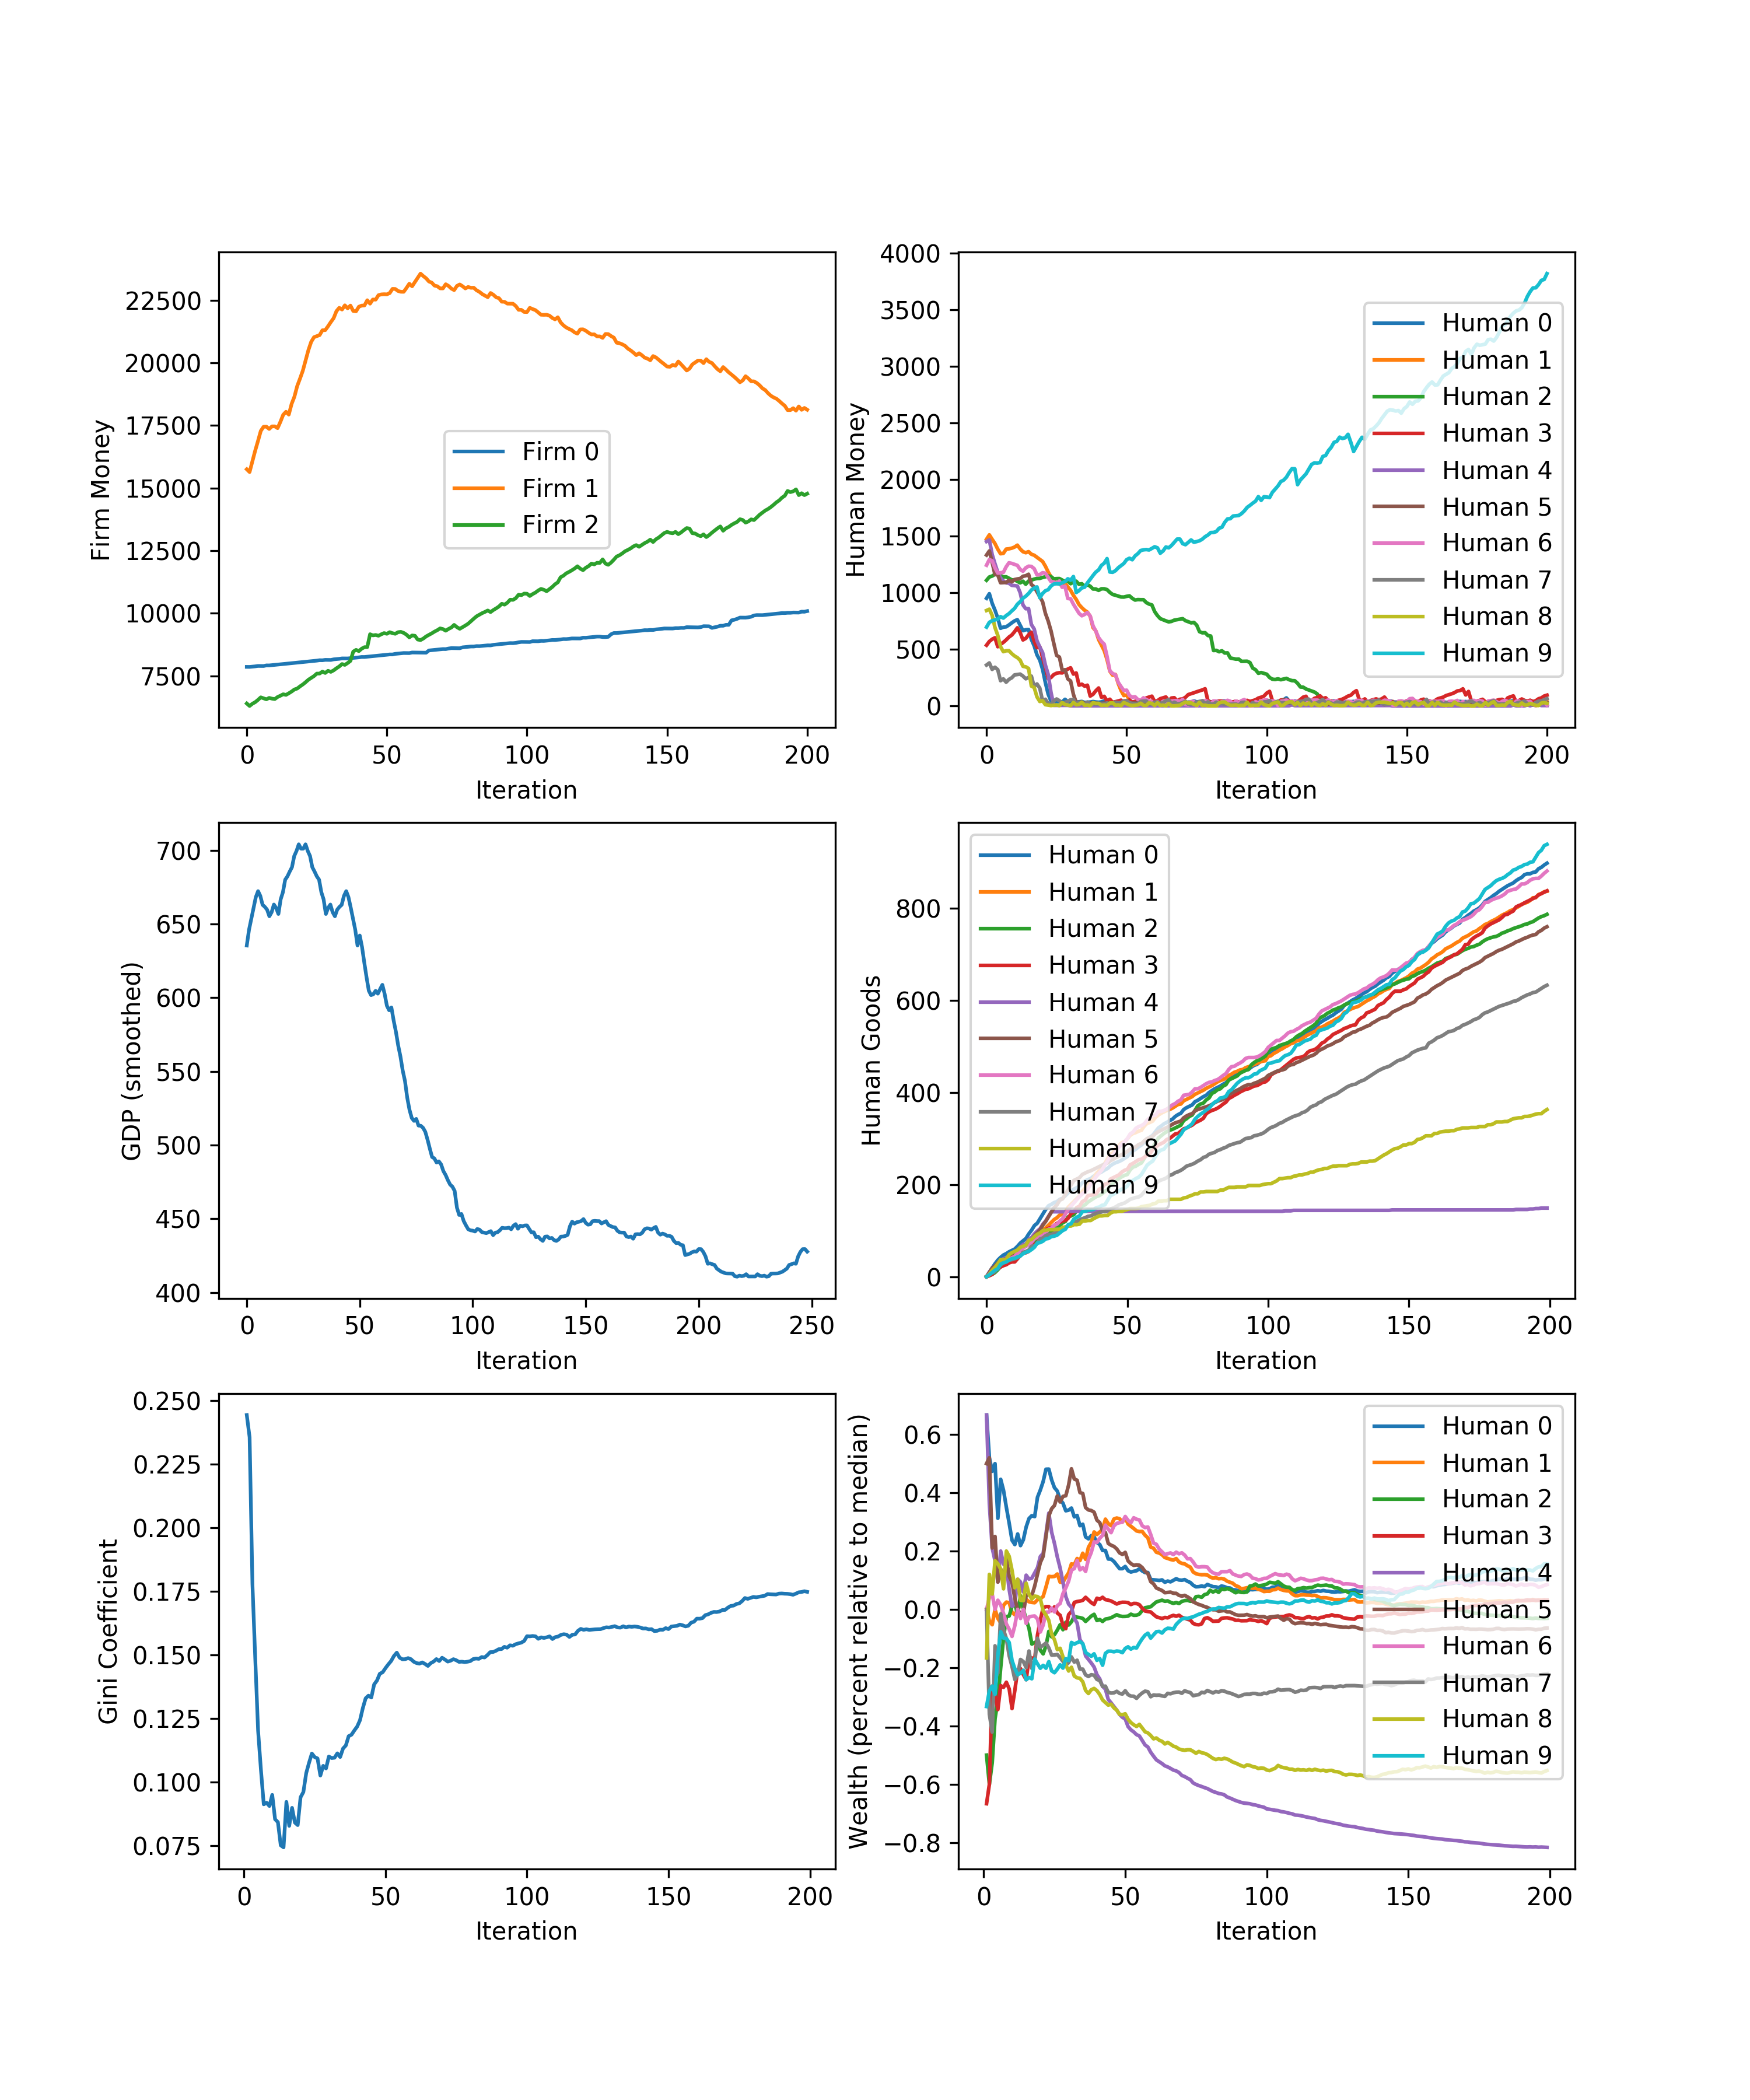 22500
20000
17500
15000
12500
10000
7500
Firm Money
Firm 0
Firm 1
Firm 2
0 50 100 150 200
Iteration
4000
3500
3000
2500
2000
1500
1000
500
0
Human Money
Human 0
Human 1
Human 2
Human 3
Human 4
Human 5
Human 6
Human 7
Human 8
Human 9
0 50 100 150 200
Iteration
700
650
600
550
500
450
400
GDP (smoothed)
0 50 100 150 200 250
Iteration
800
600
400
200
0
Human Goods
Human 0
Human 1
Human 2
Human 3
Human 4
Human 5
Human 6
Human 7
Human 8
Human 9
0 50 100 150 200
Iteration
0.250
0.225
0.200
0.175
0.150
0.125
0.100
0.075
Gini Coefficient
0 50 100 150 200
Iteration
0.6
0.4
0.2
0.0
−0.2
−0.4
−0.6
−0.8
Wealth (percent relative to median)
Human 0
Human 1
Human 2
Human 3
Human 4
Human 5
Human 6
Human 7
Human 8
Human 9
0 50 100 150 200
Iteration